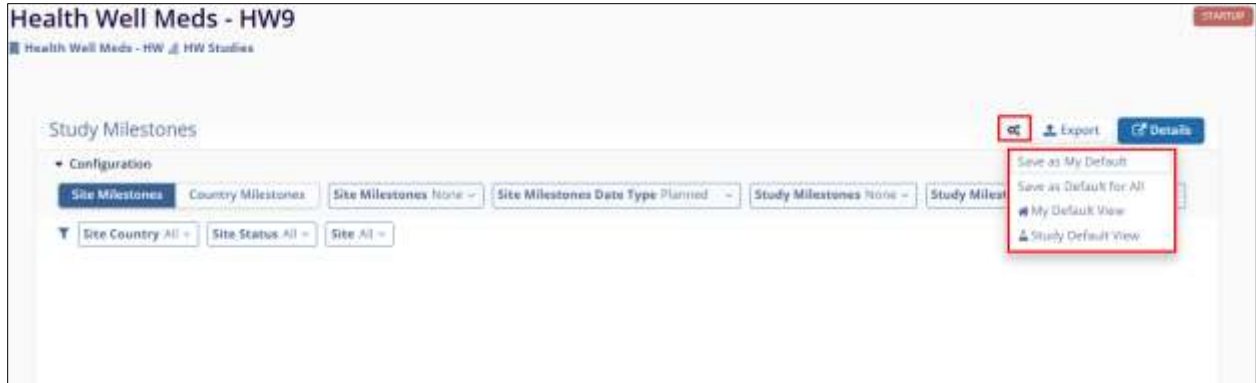 Health Well Meds - HW9
STARTUP
Health Well Meds - HW HW Studies
Study Milestones
Export
Details
Configuration
Save as My Default
Site Milestones Country Milestones Site Milestones None Site Milestones Date Type Planned Study Milestones None Study
Save as Default for All
My Default View
Site Country All Site Status All Site All
Study Default View